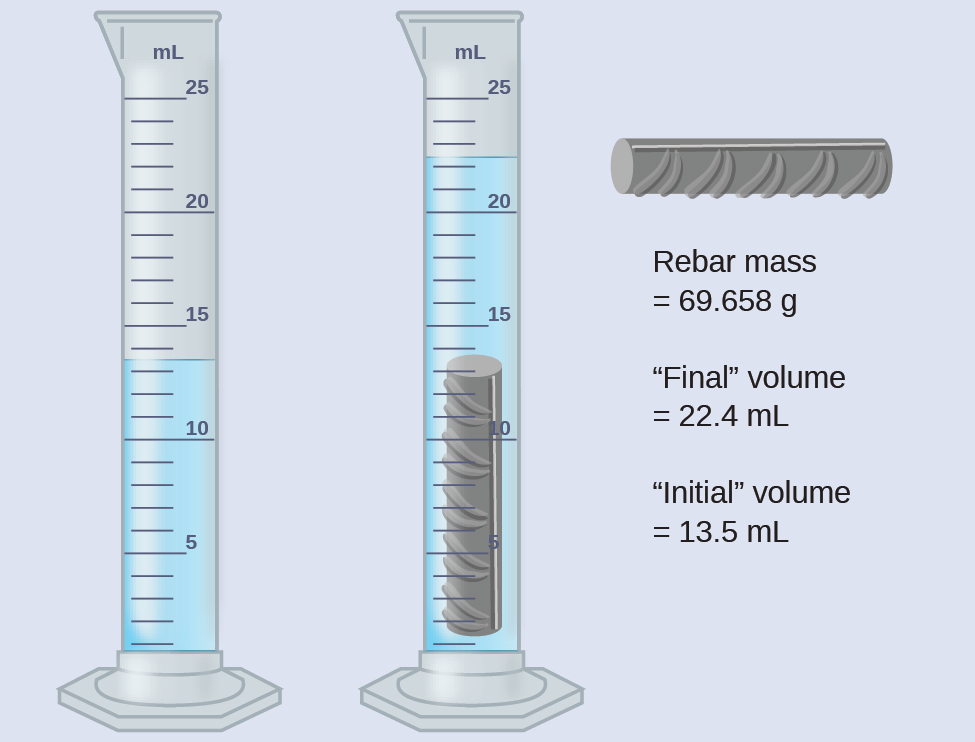 mL
25
20
15
10
5
mL
25
20
15
10
5
Rebar mass
= 69.658 g
“Final” volume
= 22.4 mL
“Initial” volume
= 13.5 mL